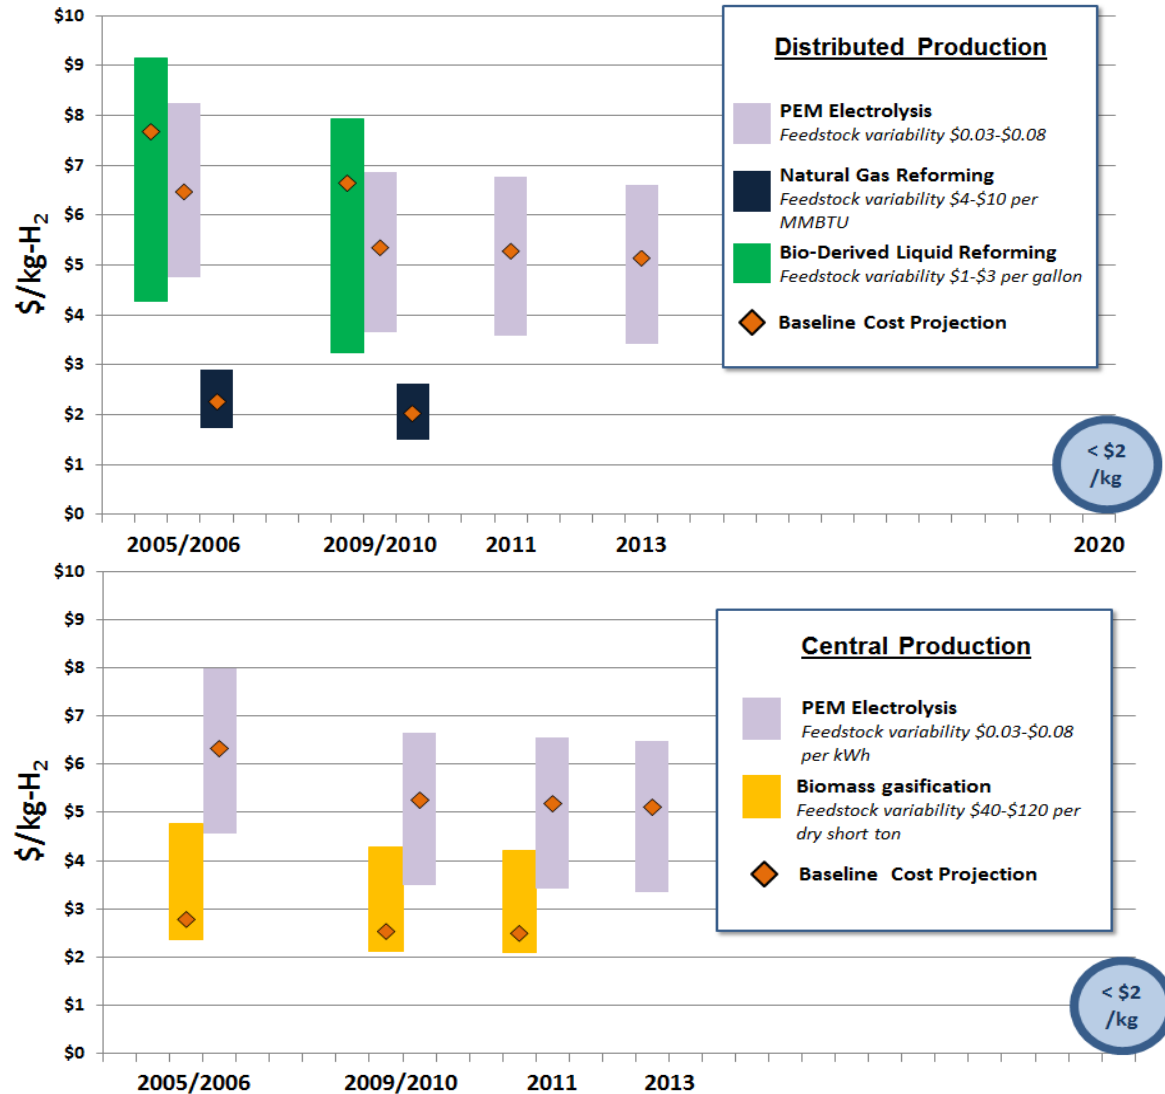 $10
$9
$8
$7
$6
$5
$4
$3
$2
$1
$0
$/kg-H2
2005/2006
2009/2010
2011
2013
2020
Distributed Production
PEM Electrolysis
Feedstock variability $0.03-$0.08
Natural Gas Reforming
Feedstock variability $4-$10 per
MMBTU
Bio-Derived Liquid Reforming
Feedstock variability $1-$3 per gallon
Baseline Cost Projection
< $2
/kg
$10
$9
$8
$7
$6
$5
$4
$3
$2
$1
$0
$/kg-H2
2005/2006
2009/2010
2011
2013
Central Production
PEM Electrolysis
Feedstock variability $0.03-$0.08
per kWh
Biomass gasification
Feedstock variability $40-$120 per
dry short ton
Baseline Cost Projection
< $2
/kg